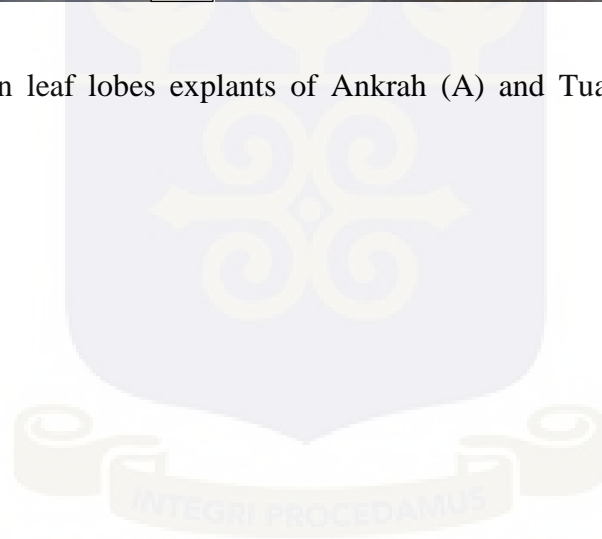 n leaf lobes explants of Ankrah (A) and Tua
INTEGRI PROCEDAMUS